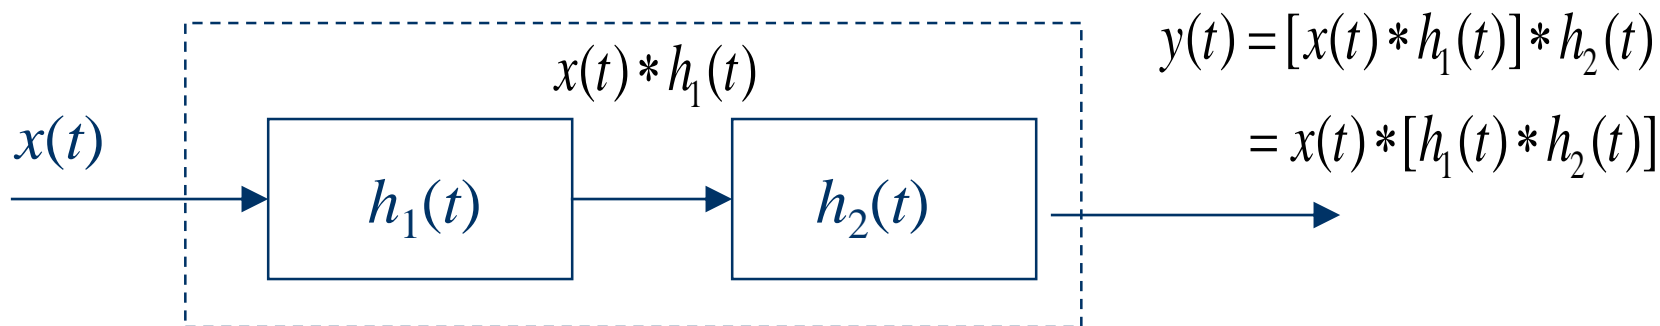 x(t)
x(t)*h₁(t)
h₁(t)
h₂(t)
y(t) = [x(t)*h₁(t)]*h₂(t)
= x(t)*[h₁(t)*h₂(t)]